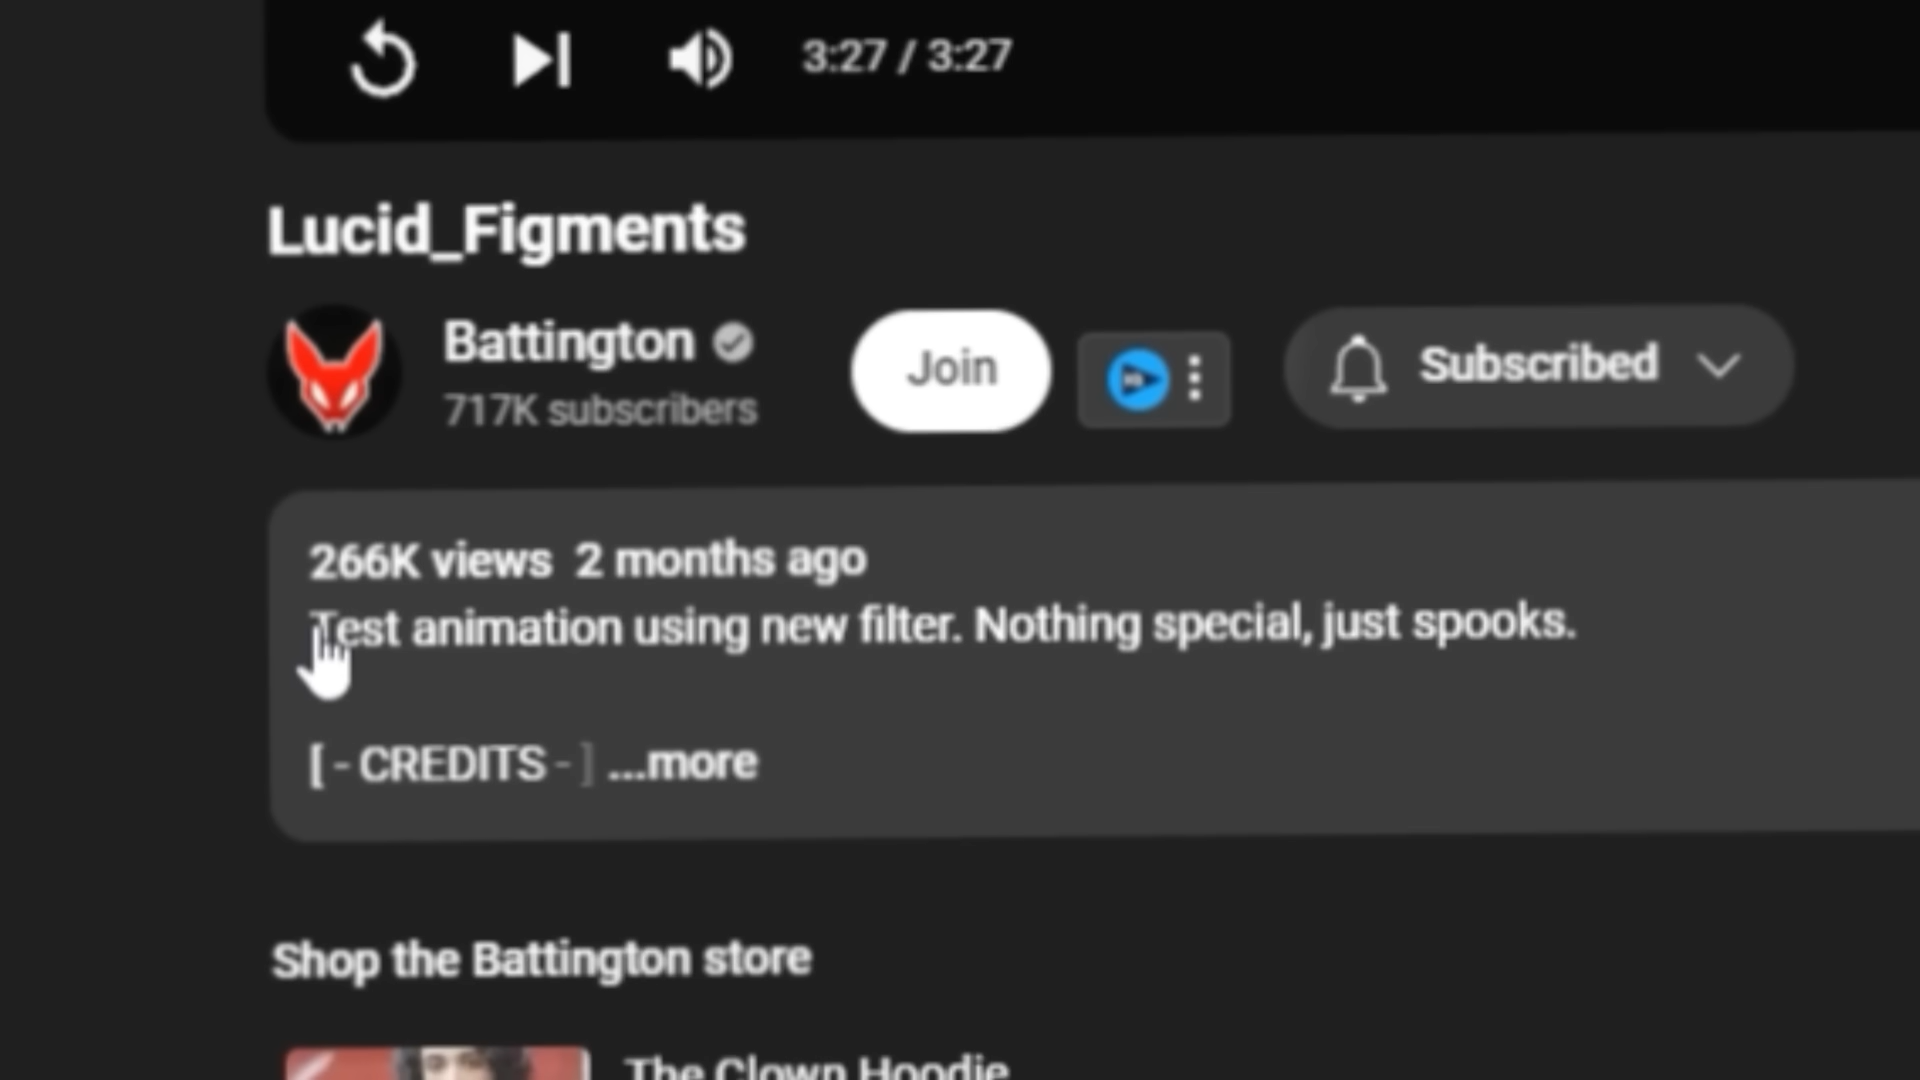 3:27 / 3:27
Lucid_Figments
Battington
717K subscribers
Join
Subscribed
266K views 2 months ago
Test animation using new filter. Nothing special, just spooks.
[ - CREDITS - ] ...more
Shop the Battington store
The Clown Hoodie